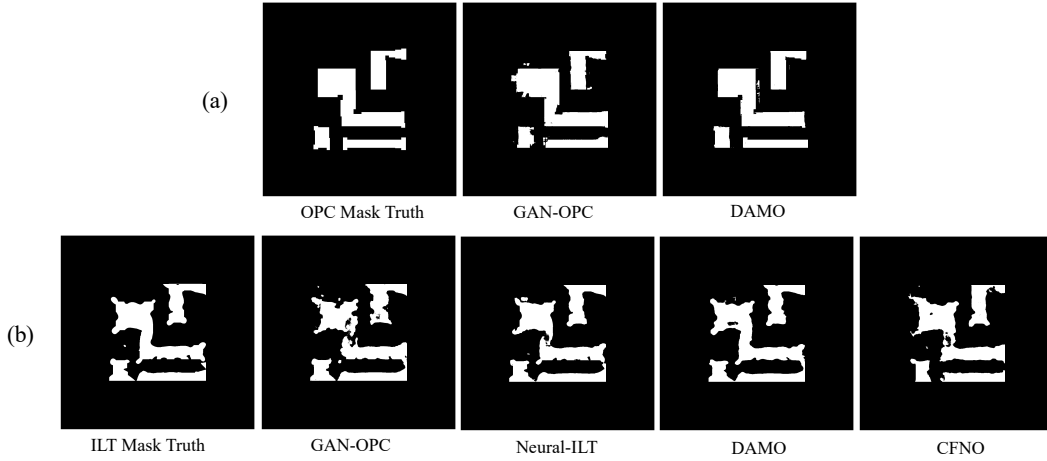 (a)
OPC Mask Truth
GAN-OPC
DAMO
(b)
ILT Mask Truth
GAN-OPC
Neural-ILT
DAMO
CFNO